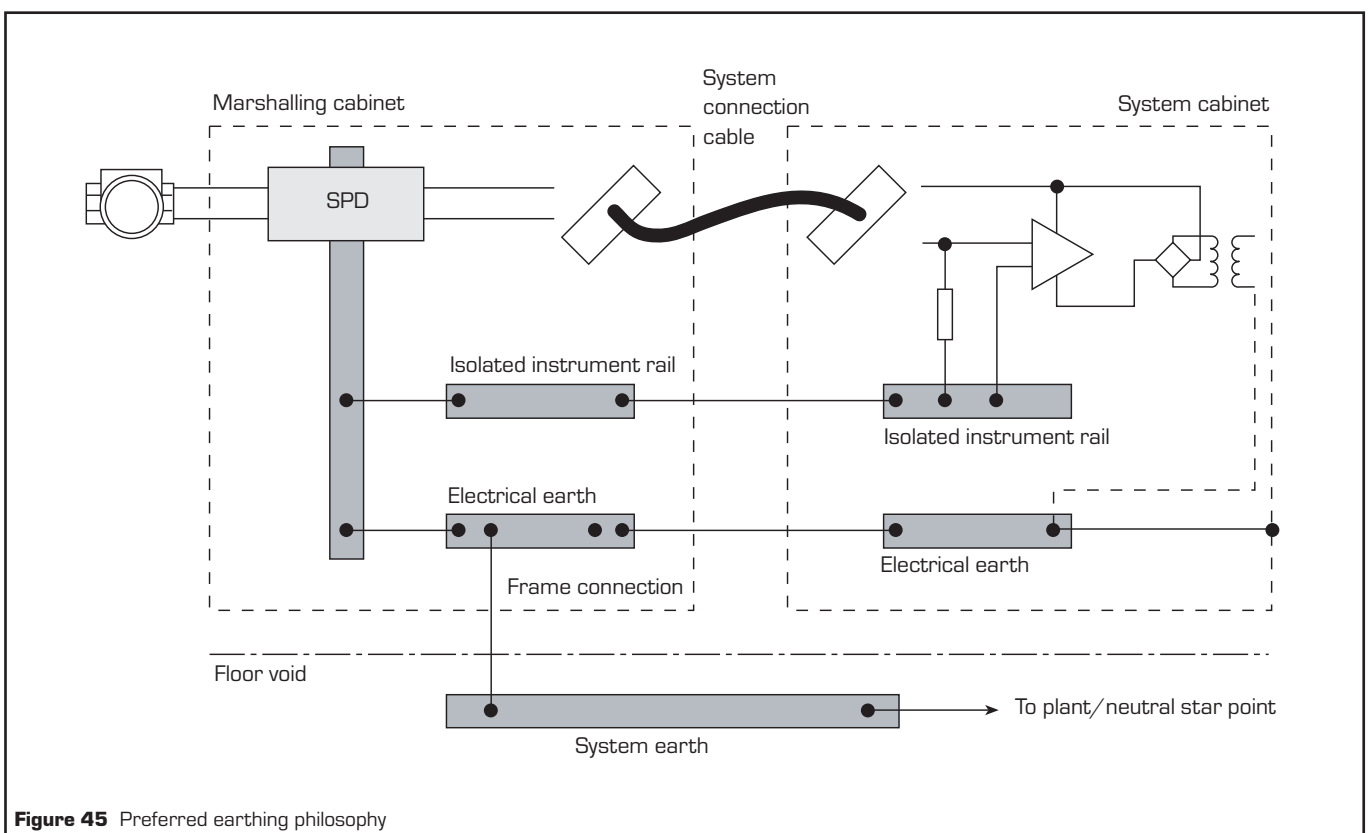 System
connection
cable
Marshalling cabinet
System cabinet
SPD
Isolated instrument rail
Isolated instrument rail
Electrical earth
Electrical earth
Frame connection
Floor void
To plant/neutral star point
System earth
Figure 45 Preferred earthing philosophy